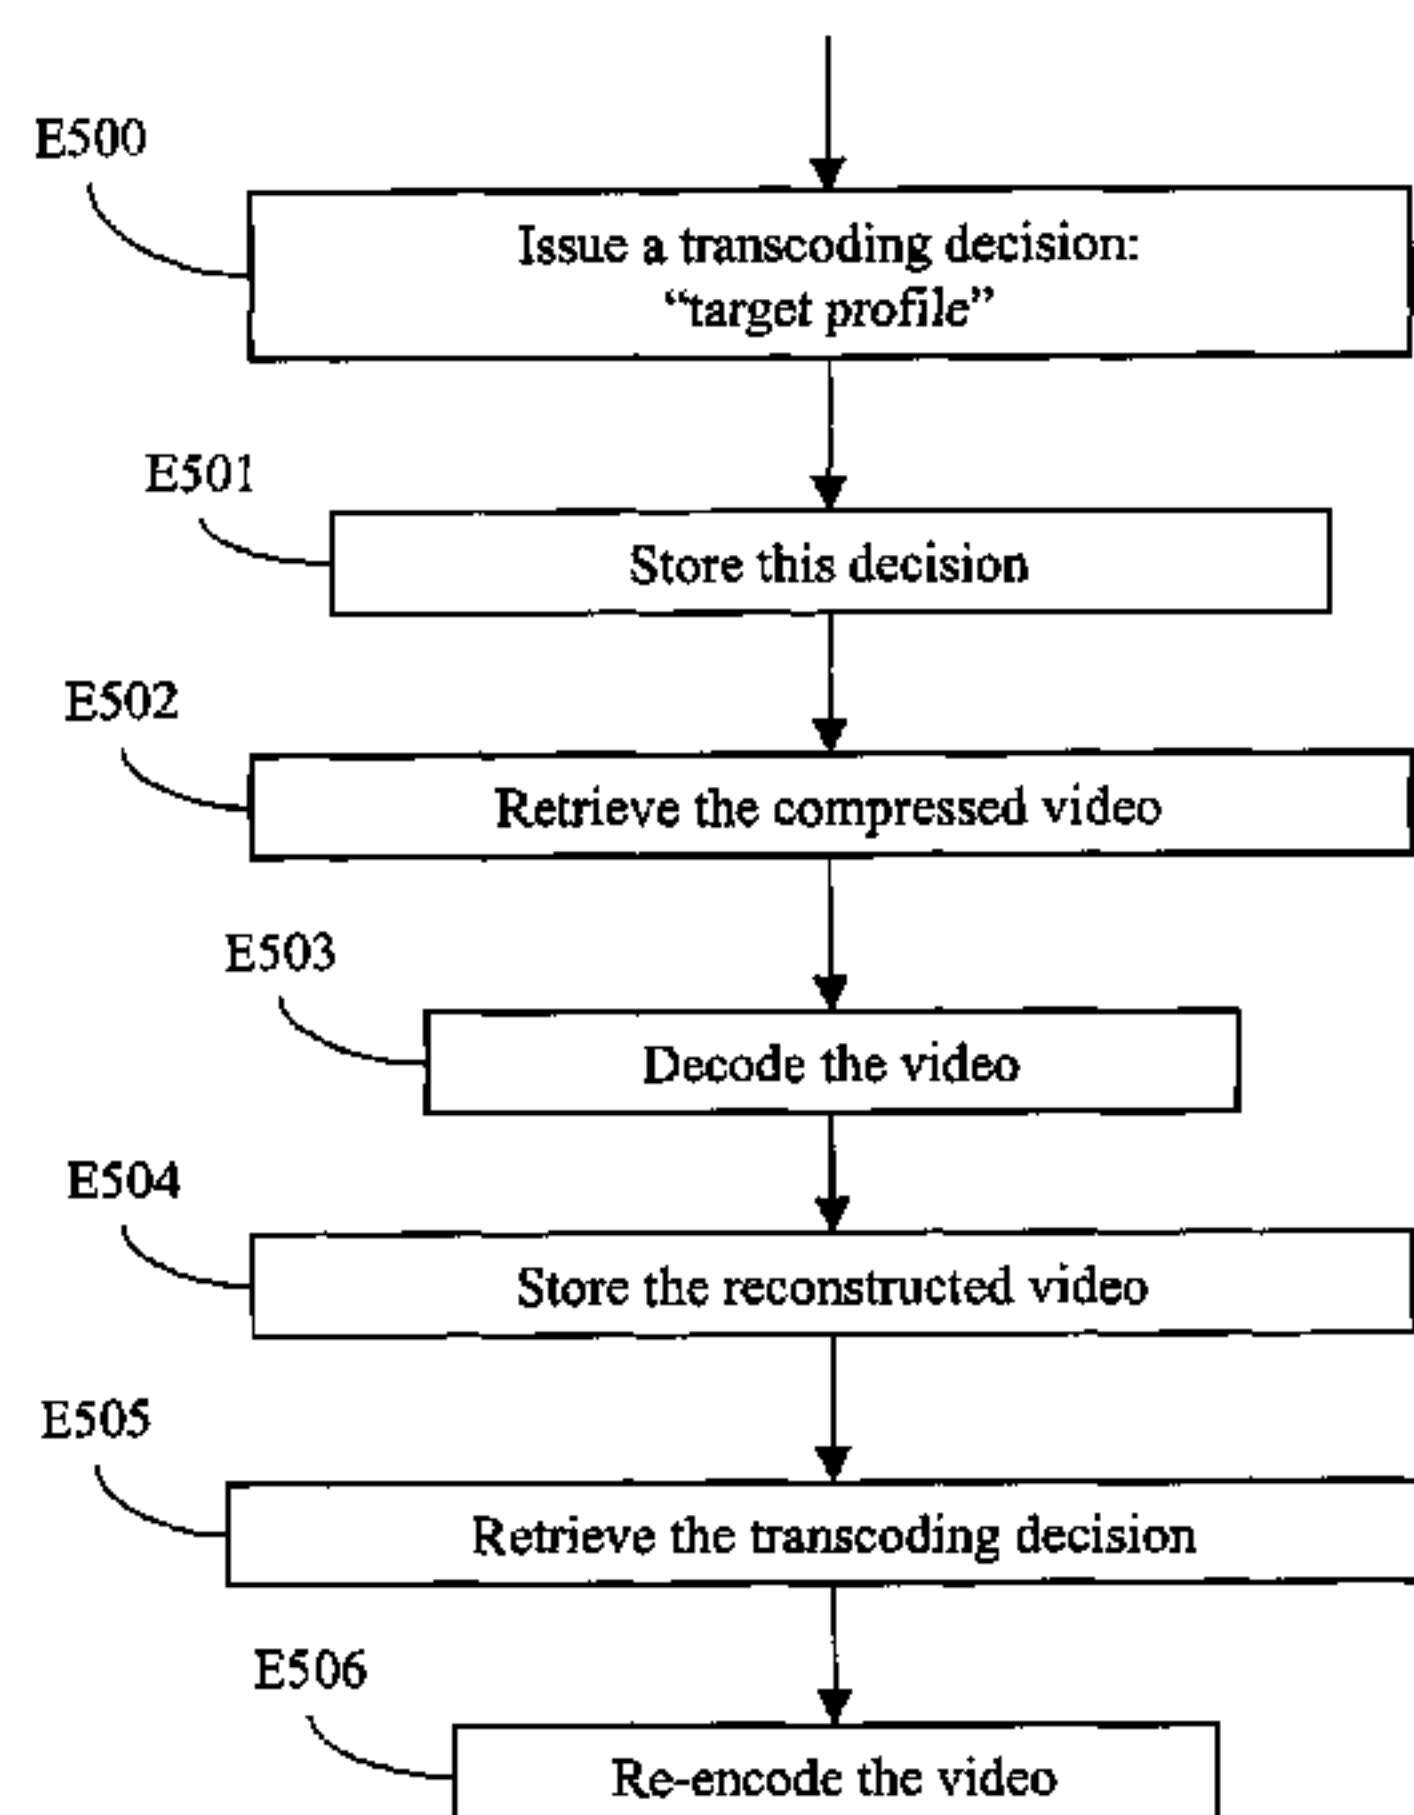 E500
Issue a transcoding decision:
“target profile”
E501
Store this decision
E502
Retrieve the compressed video
E503
Decode the video
E504
Store the reconstructed video
E505
Retrieve the transcoding decision
E506
Re-encode the video